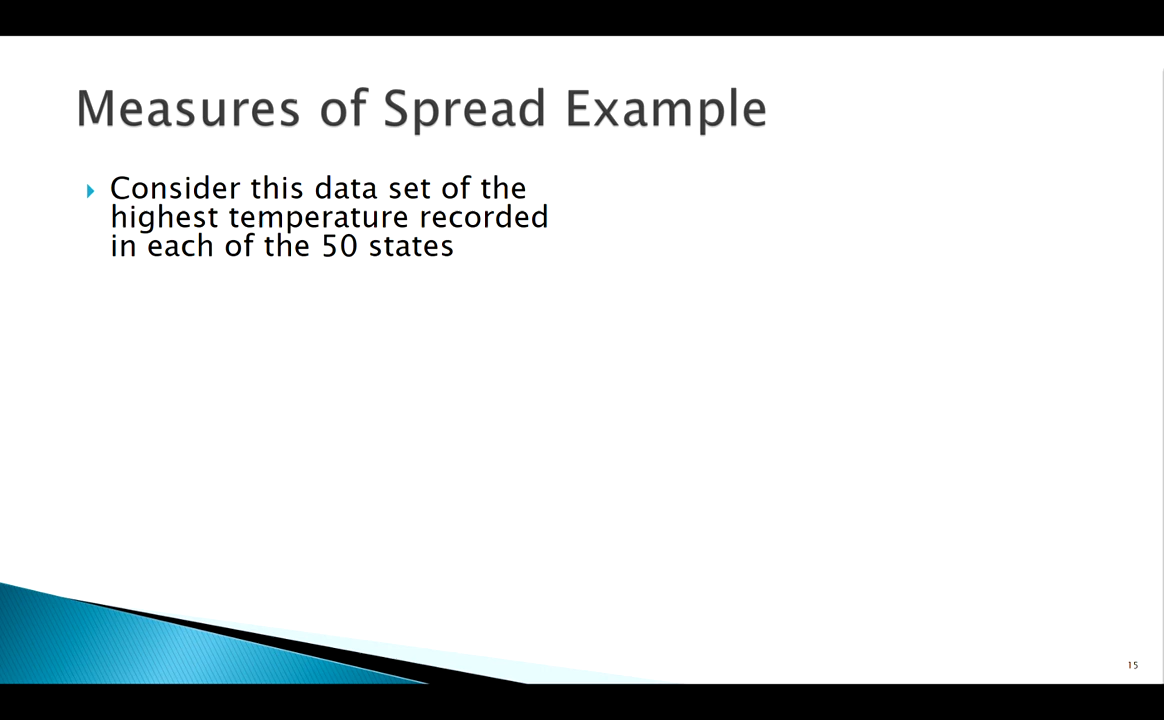 Measures of Spread Example
Consider this data set of the
highest temperature recorded
in each of the 50 states
15